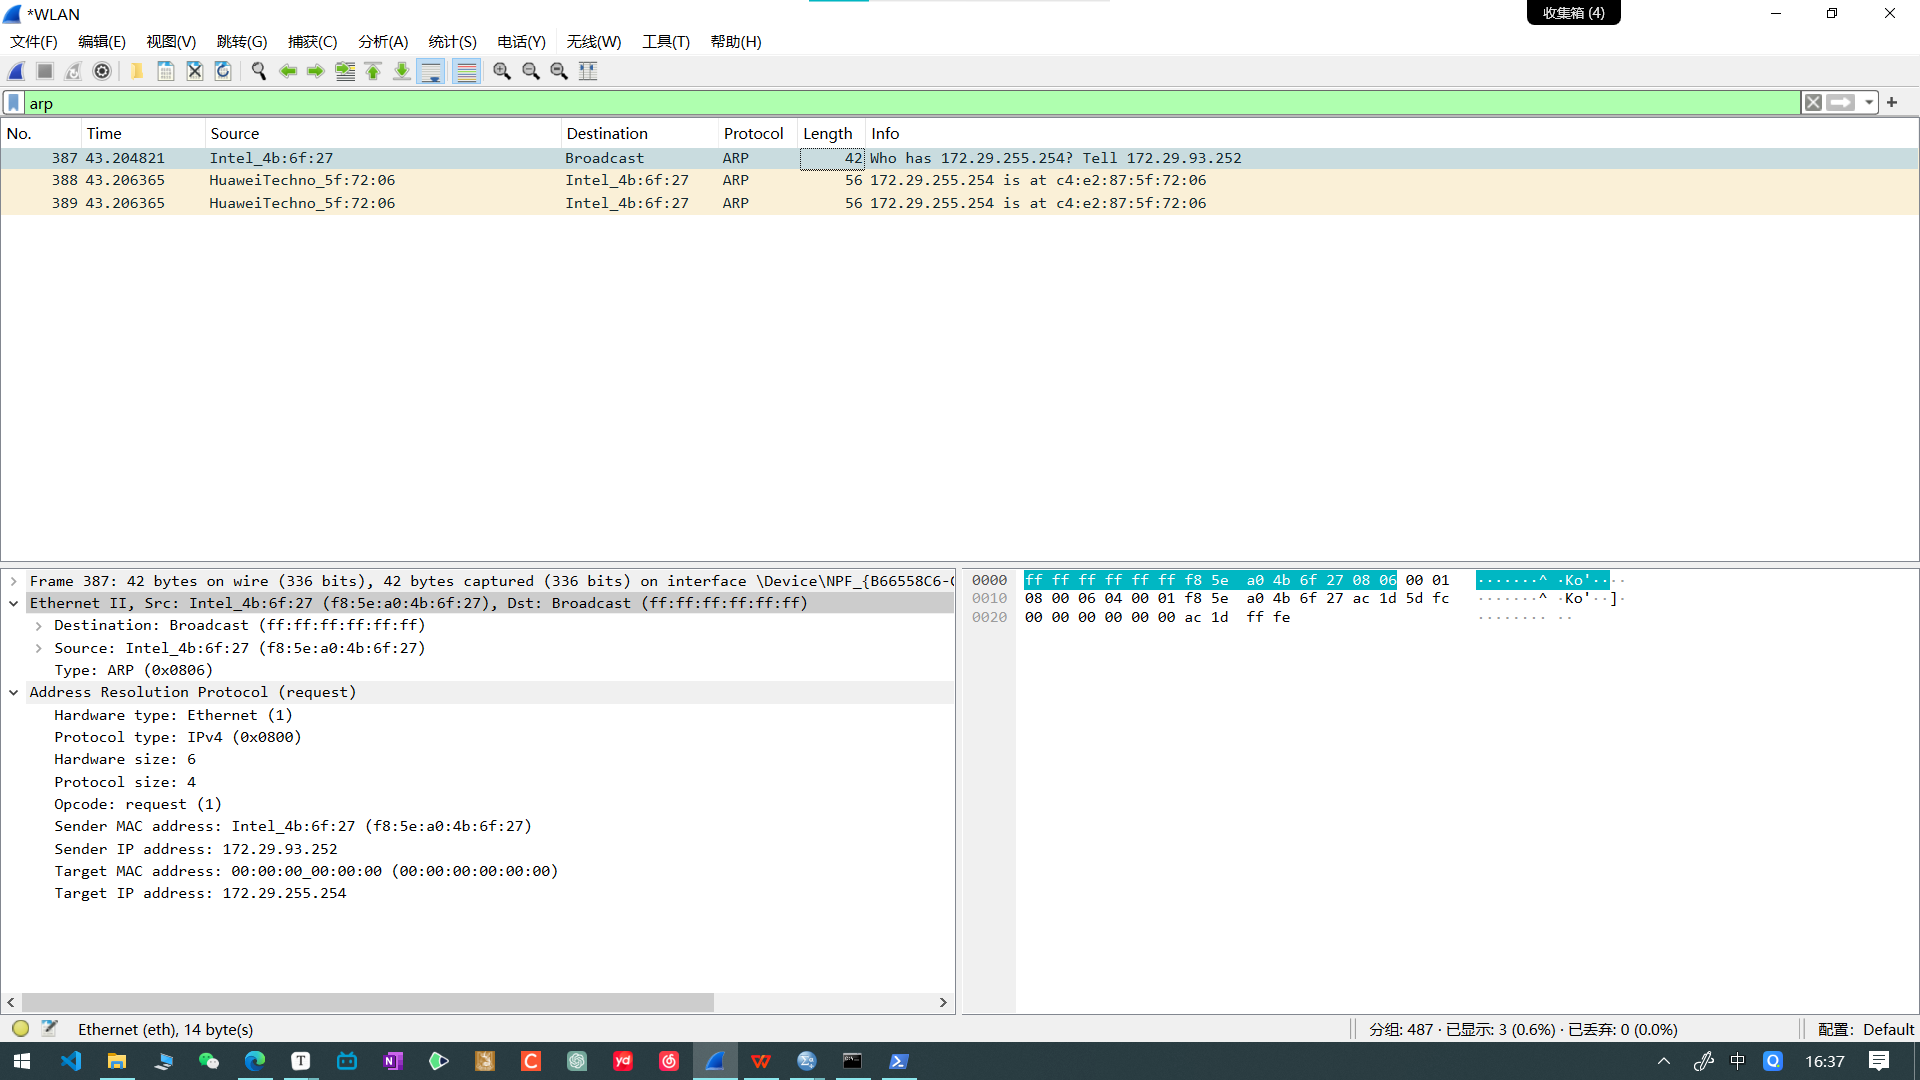 *WLAN
收集箱 (4)
文件(F) 编辑(E) 视图(V) 跳转(G) 捕获(C) 分析(A) 统计(S) 电话(Y) 无线(W) 工具(T) 帮助(H)
arp
No. Time Source Destination Protocol Length Info
387 43.204821 Intel_4b:6f:27 Broadcast ARP 42 Who has 172.29.255.254? Tell 172.29.93.252
388 43.206365 HuaweiTechno_5f:72:06 Intel_4b:6f:27 ARP 56 172.29.255.254 is at c4:e2:87:5f:72:06
389 43.206365 HuaweiTechno_5f:72:06 Intel_4b:6f:27 ARP 56 172.29.255.254 is at c4:e2:87:5f:72:06
Frame 387: 42 bytes on wire (336 bits), 42 bytes captured (336 bits) on interface \Device\NPF_{B66558C6-
Ethernet II, Src: Intel_4b:6f:27 (f8:5e:a0:4b:6f:27), Dst: Broadcast (ff:ff:ff:ff:ff:ff)
Destination: Broadcast (ff:ff:ff:ff:ff:ff)
Source: Intel_4b:6f:27 (f8:5e:a0:4b:6f:27)
Type: ARP (0x0806)
Address Resolution Protocol (request)
Hardware type: Ethernet (1)
Protocol type: IPv4 (0x0800)
Hardware size: 6
Protocol size: 4
Opcode: request (1)
Sender MAC address: Intel_4b:6f:27 (f8:5e:a0:4b:6f:27)
Sender IP address: 172.29.93.252
Target MAC address: 00:00:00_00:00:00 (00:00:00:00:00:00)
Target IP address: 172.29.255.254
0000 ff ff ff ff ff ff f8 5e a0 4b 6f 27 08 06 00 01 ·······^ ·Ko'····
0010 08 00 06 04 00 01 f8 5e a0 4b 6f 27 ac 1d 5d fc ·······^ ·Ko'··]·
0020 00 00 00 00 00 00 ac 1d ff fe ········ ··
Ethernet (eth), 14 byte(s)
分组: 487 · 已显示: 3 (0.6%) · 已丢弃: 0 (0.0%)
配置: Default
中
16:37